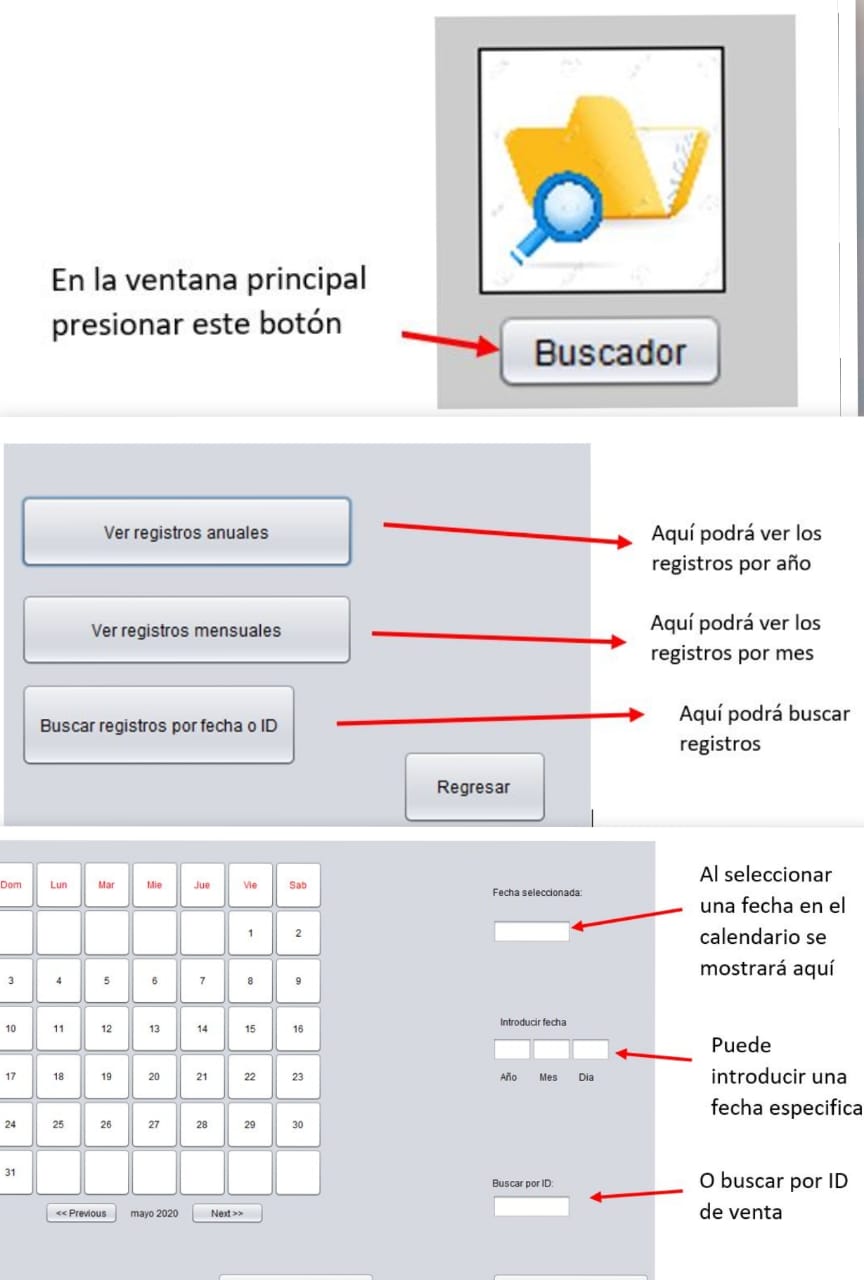 En la ventana principal
presionar este botón
Buscador
Ver registros anuales
Aquí podrá ver los
registros por año
Ver registros mensuales
Aquí podrá ver los
registros por mes
Buscar registros por fecha o ID
Aquí podrá buscar
registros
Regresar
Dom Lun Mar Mie Jue Vie Sab
1 2
3 4 5 6 7 8 9
10 11 12 13 14 15 16
17 18 19 20 21 22 23
24 25 26 27 28 29 30
31
<< Previous mayo 2020 Next >>
Fecha seleccionada:
Al seleccionar
una fecha en el
calendario se
mostrará aquí
Introducir fecha
Año Mes Dia
Puede
introducir una
fecha especifica
Buscar por ID:
O buscar por ID
de venta